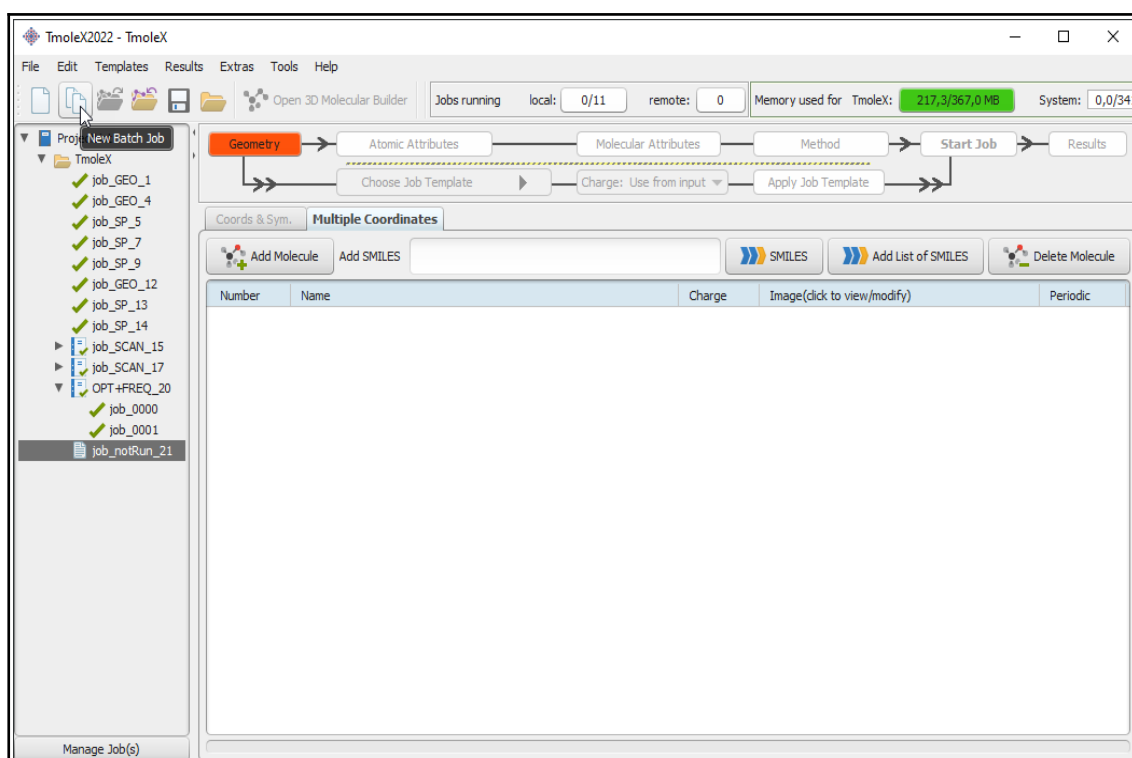 TmoleX2022 - TmoleX
File Edit Templates Results Extras Tools Help
Open 3D Molecular Builder Jobs running local: 0/11 remote: 0 Memory used for TmoleX: 217,3/367,0 MB System: 0,0/34
New Batch Job
TmoleX
job_GEO_1
job_GEO_4
job_SP_5
job_SP_7
job_SP_9
job_GEO_12
job_SP_13
job_SP_14
job_SCAN_15
job_SCAN_17
OPT+FREQ_20
job_0000
job_0001
job_notRun_21
Manage Job(s)
Geometry Atomic Attributes Molecular Attributes Method Start Job Results
Choose Job Template Charge: Use from input Apply Job Template
Coords & Sym. Multiple Coordinates
Add Molecule Add SMILES SMILES Add List of SMILES Delete Molecule
Number Name Charge Image(click to view/modify) Periodic